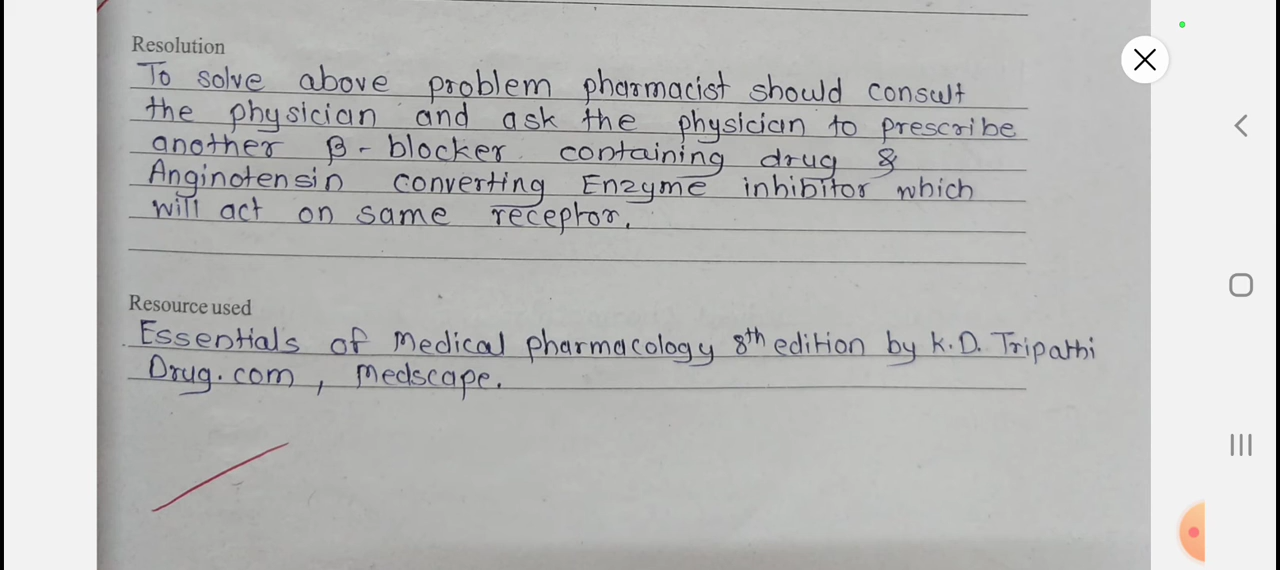 Resolution
To solve above problem pharmacist should consult
the physician and ask the physician to prescribe
another β-blocker containing drug &
Anginotensin converting Enzyme inhibitor which
will act on same receptor.
Resource used
Essentials of Medical pharmacology 8th edition by K.D. Tripathi
Drug.com, Medscape.